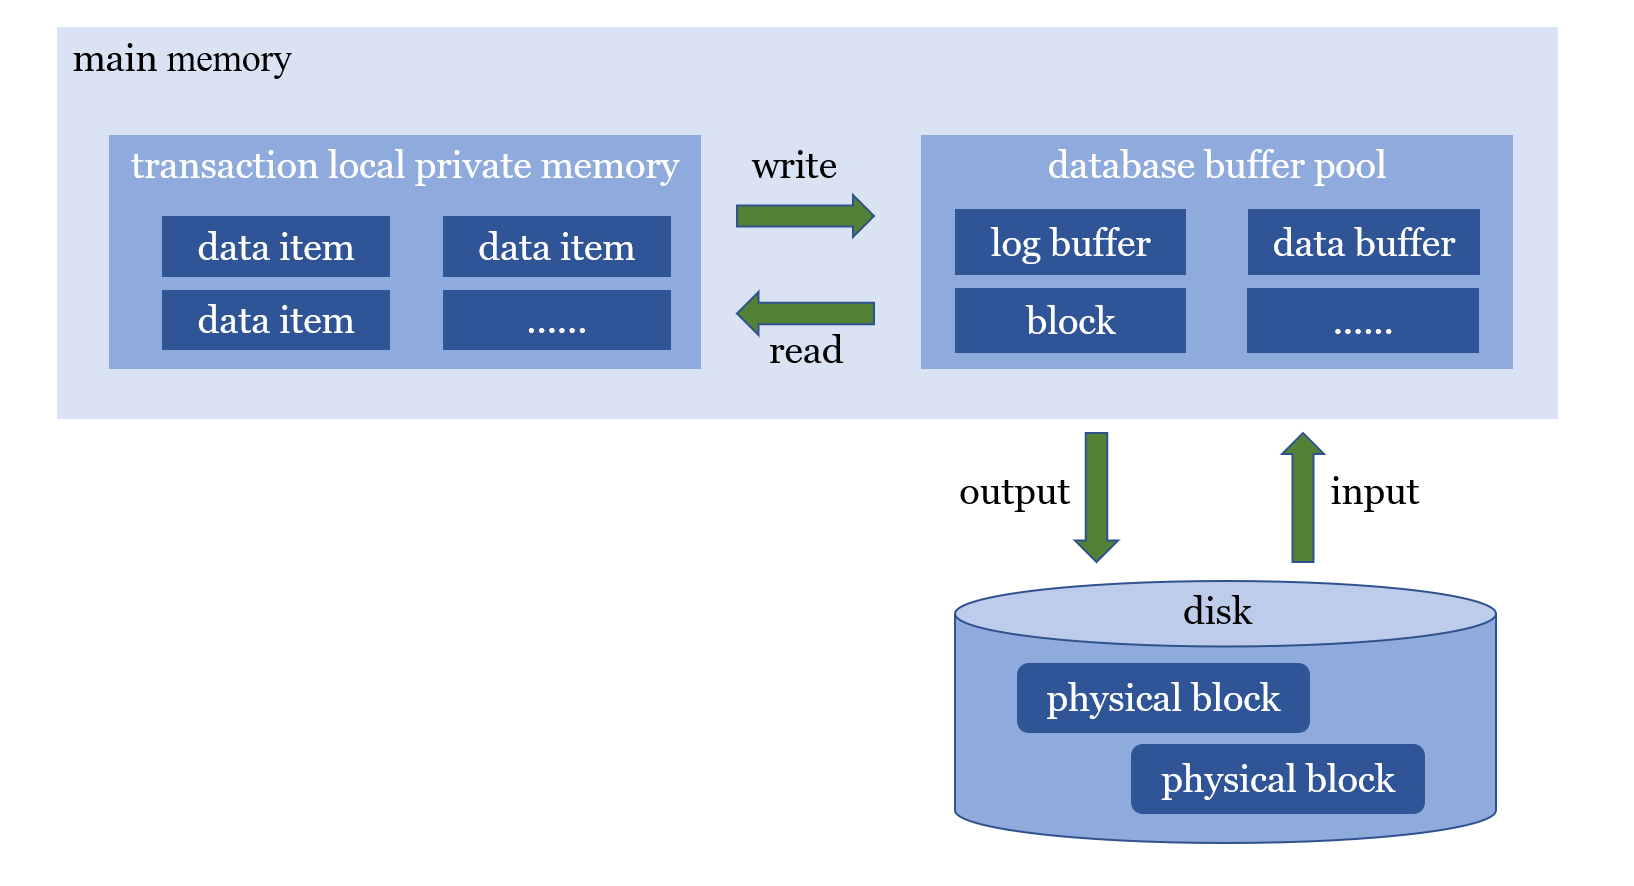 main memory
transaction local private memory
data item
data item
data item
......
write
read
database buffer pool
log buffer
data buffer
block
......
output
input
disk
physical block
physical block